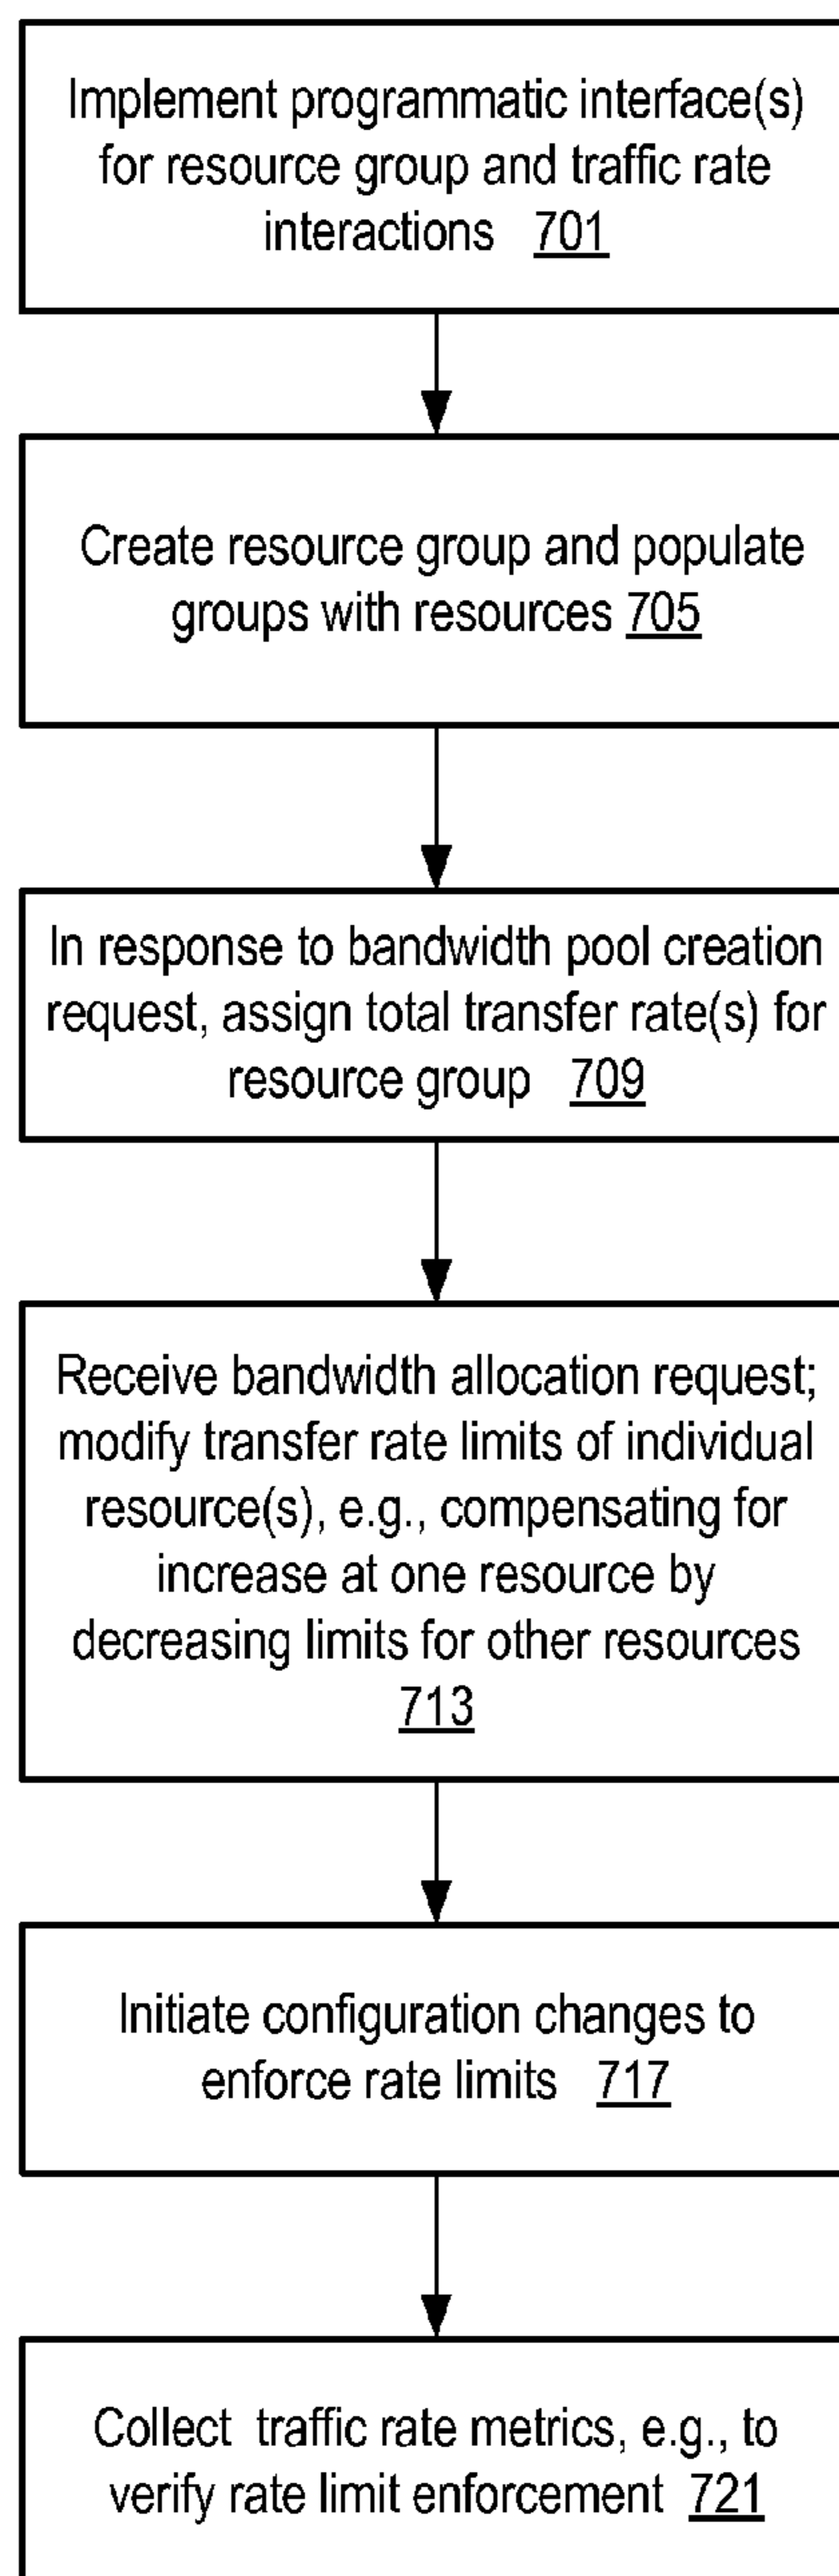 Implement programmatic interface(s)
for resource group and traffic rate
interactions 701
Create resource group and populate
groups with resources 705
In response to bandwidth pool creation
request, assign total transfer rate(s) for
resource group 709
Receive bandwidth allocation request;
modify transfer rate limits of individual
resource(s), e.g., compensating for
increase at one resource by
decreasing limits for other resources
713
Initiate configuration changes to
enforce rate limits 717
Collect traffic rate metrics, e.g., to
verify rate limit enforcement 721